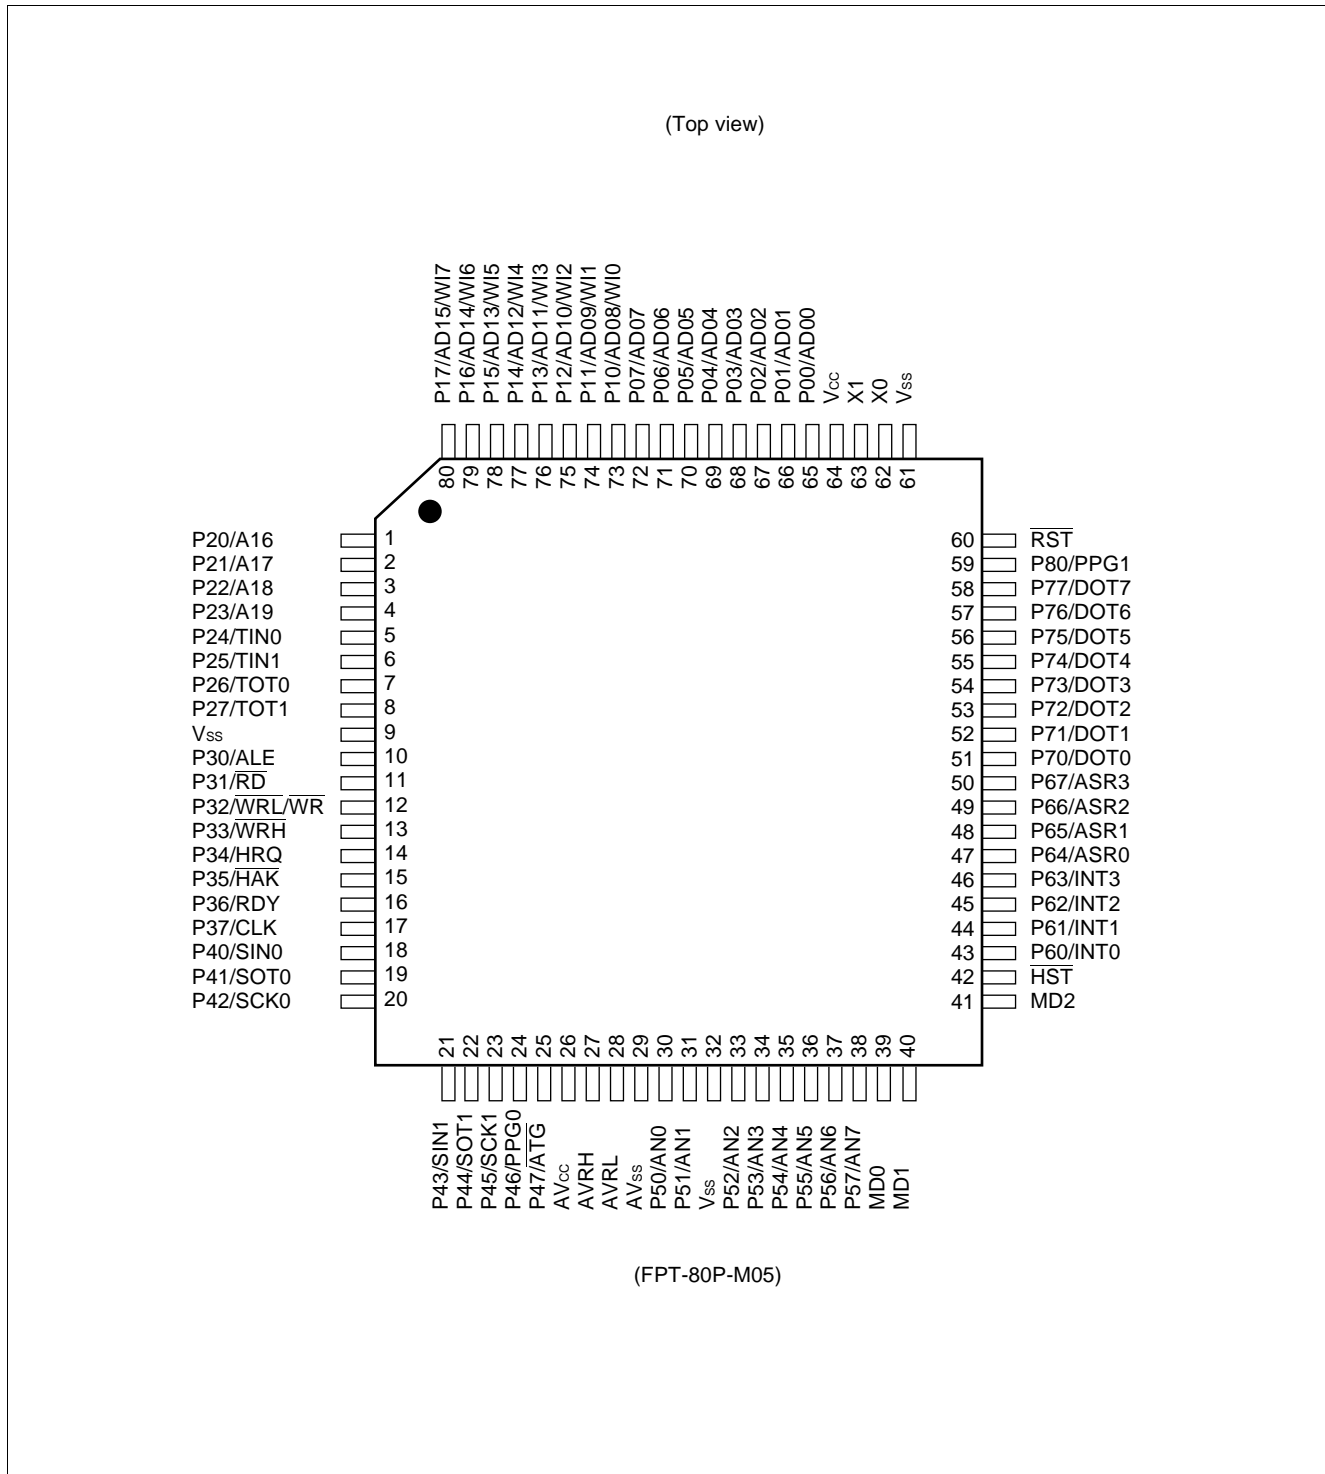 (Top view)
P17/AD15/WI7
P16/AD14/WI6
P15/AD13/WI5
P14/AD12/WI4
P13/AD11/WI3
P12/AD10/WI2
P11/AD09/WI1
P10/AD08/WI0
P07/AD07
P06/AD06
P05/AD05
P04/AD04
P03/AD03
P02/AD02
P01/AD01
P00/AD00
Vcc
X1
X0
Vss
80
79
78
77
76
75
74
73
72
71
70
69
68
67
66
65
64
63
62
61
P20/A16 1
P21/A17 2
P22/A18 3
P23/A19 4
P24/TIN0 5
P25/TIN1 6
P26/TOT0 7
P27/TOT1 8
Vss 9
P30/ALE 10
P31/R̅D̅ 11
P32/W̅R̅L̅/W̅R̅ 12
P33/W̅R̅H̅ 13
P34/HRQ 14
P35/H̅A̅K̅ 15
P36/RDY 16
P37/CLK 17
P40/SIN0 18
P41/SOT0 19
P42/SCK0 20
60 R̅S̅T̅
59 P80/PPG1
58 P77/DOT7
57 P76/DOT6
56 P75/DOT5
55 P74/DOT4
54 P73/DOT3
53 P72/DOT2
52 P71/DOT1
51 P70/DOT0
50 P67/ASR3
49 P66/ASR2
48 P65/ASR1
47 P64/ASR0
46 P63/INT3
45 P62/INT2
44 P61/INT1
43 P60/INT0
42 H̅S̅T̅
41 MD2
21
22
23
24
25
26
27
28
29
30
31
32
33
34
35
36
37
38
39
40
P43/SIN1
P44/SOT1
P45/SCK1
P46/PPG0
P47/A̅T̅G̅
AVcc
AVRH
AVRL
AVss
P50/AN0
P51/AN1
Vss
P52/AN2
P53/AN3
P54/AN4
P55/AN5
P56/AN6
P57/AN7
MD0
MD1
(FPT-80P-M05)